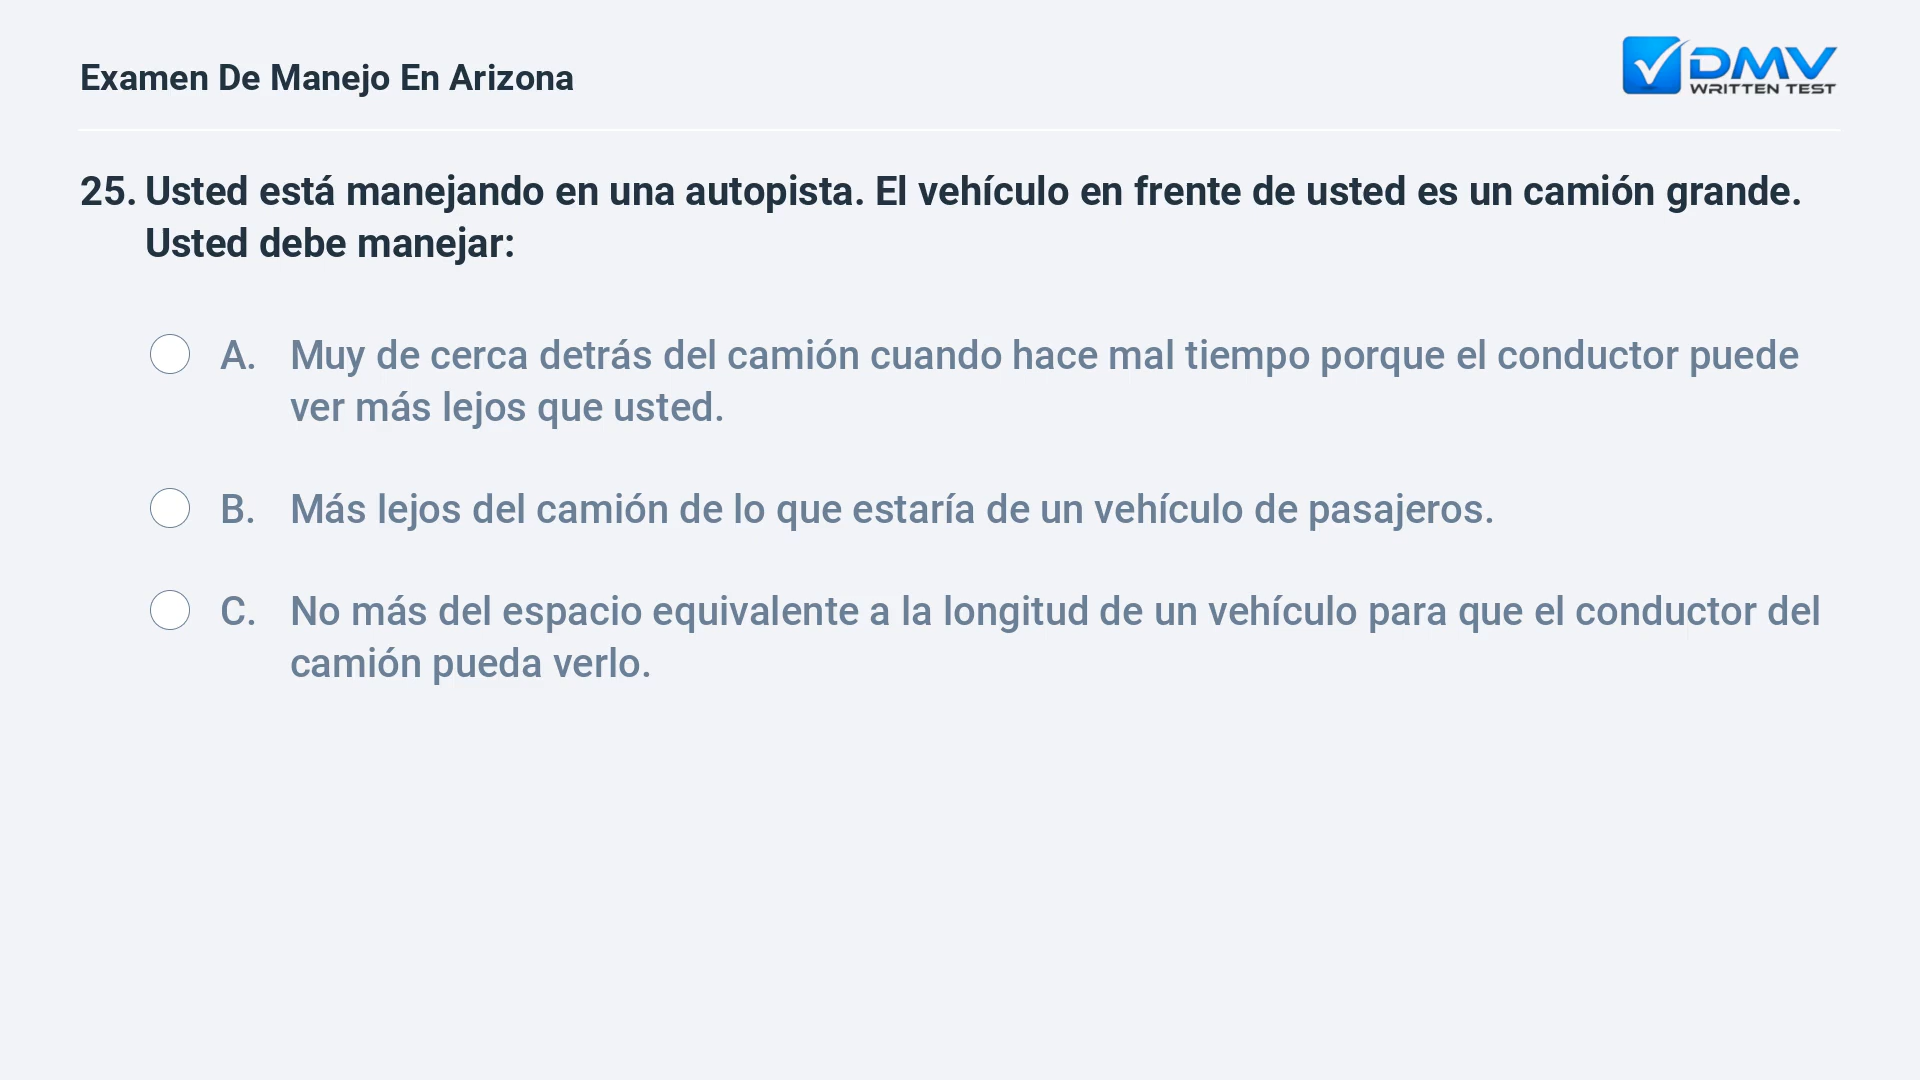 Examen De Manejo En Arizona
DMV
WRITTEN TEST
25. Usted está manejando en una autopista. El vehículo en frente de usted es un camión grande.
Usted debe manejar:
A. Muy de cerca detrás del camión cuando hace mal tiempo porque el conductor puede
ver más lejos que usted.
B. Más lejos del camión de lo que estaría de un vehículo de pasajeros.
C. No más del espacio equivalente a la longitud de un vehículo para que el conductor del
camión pueda verlo.